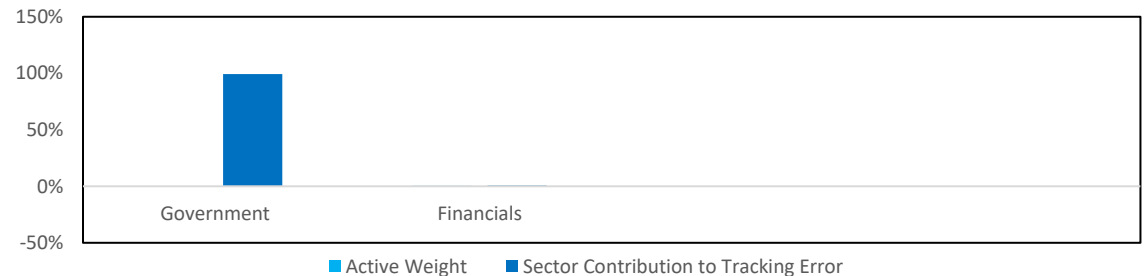 150%
100%
50%
0%
Government Financials
-50%
Active Weight Sector Contribution to Tracking Error